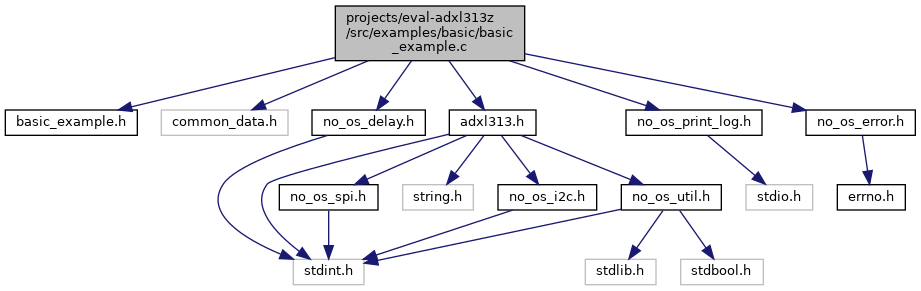 projects/eval-adxl313z
/src/examples/basic/basic
_example.c
basic_example.h
common_data.h
no_os_delay.h
adxl313.h
no_os_print_log.h
no_os_error.h
no_os_spi.h
string.h
no_os_i2c.h
no_os_util.h
stdio.h
errno.h
stdint.h
stdlib.h
stdbool.h